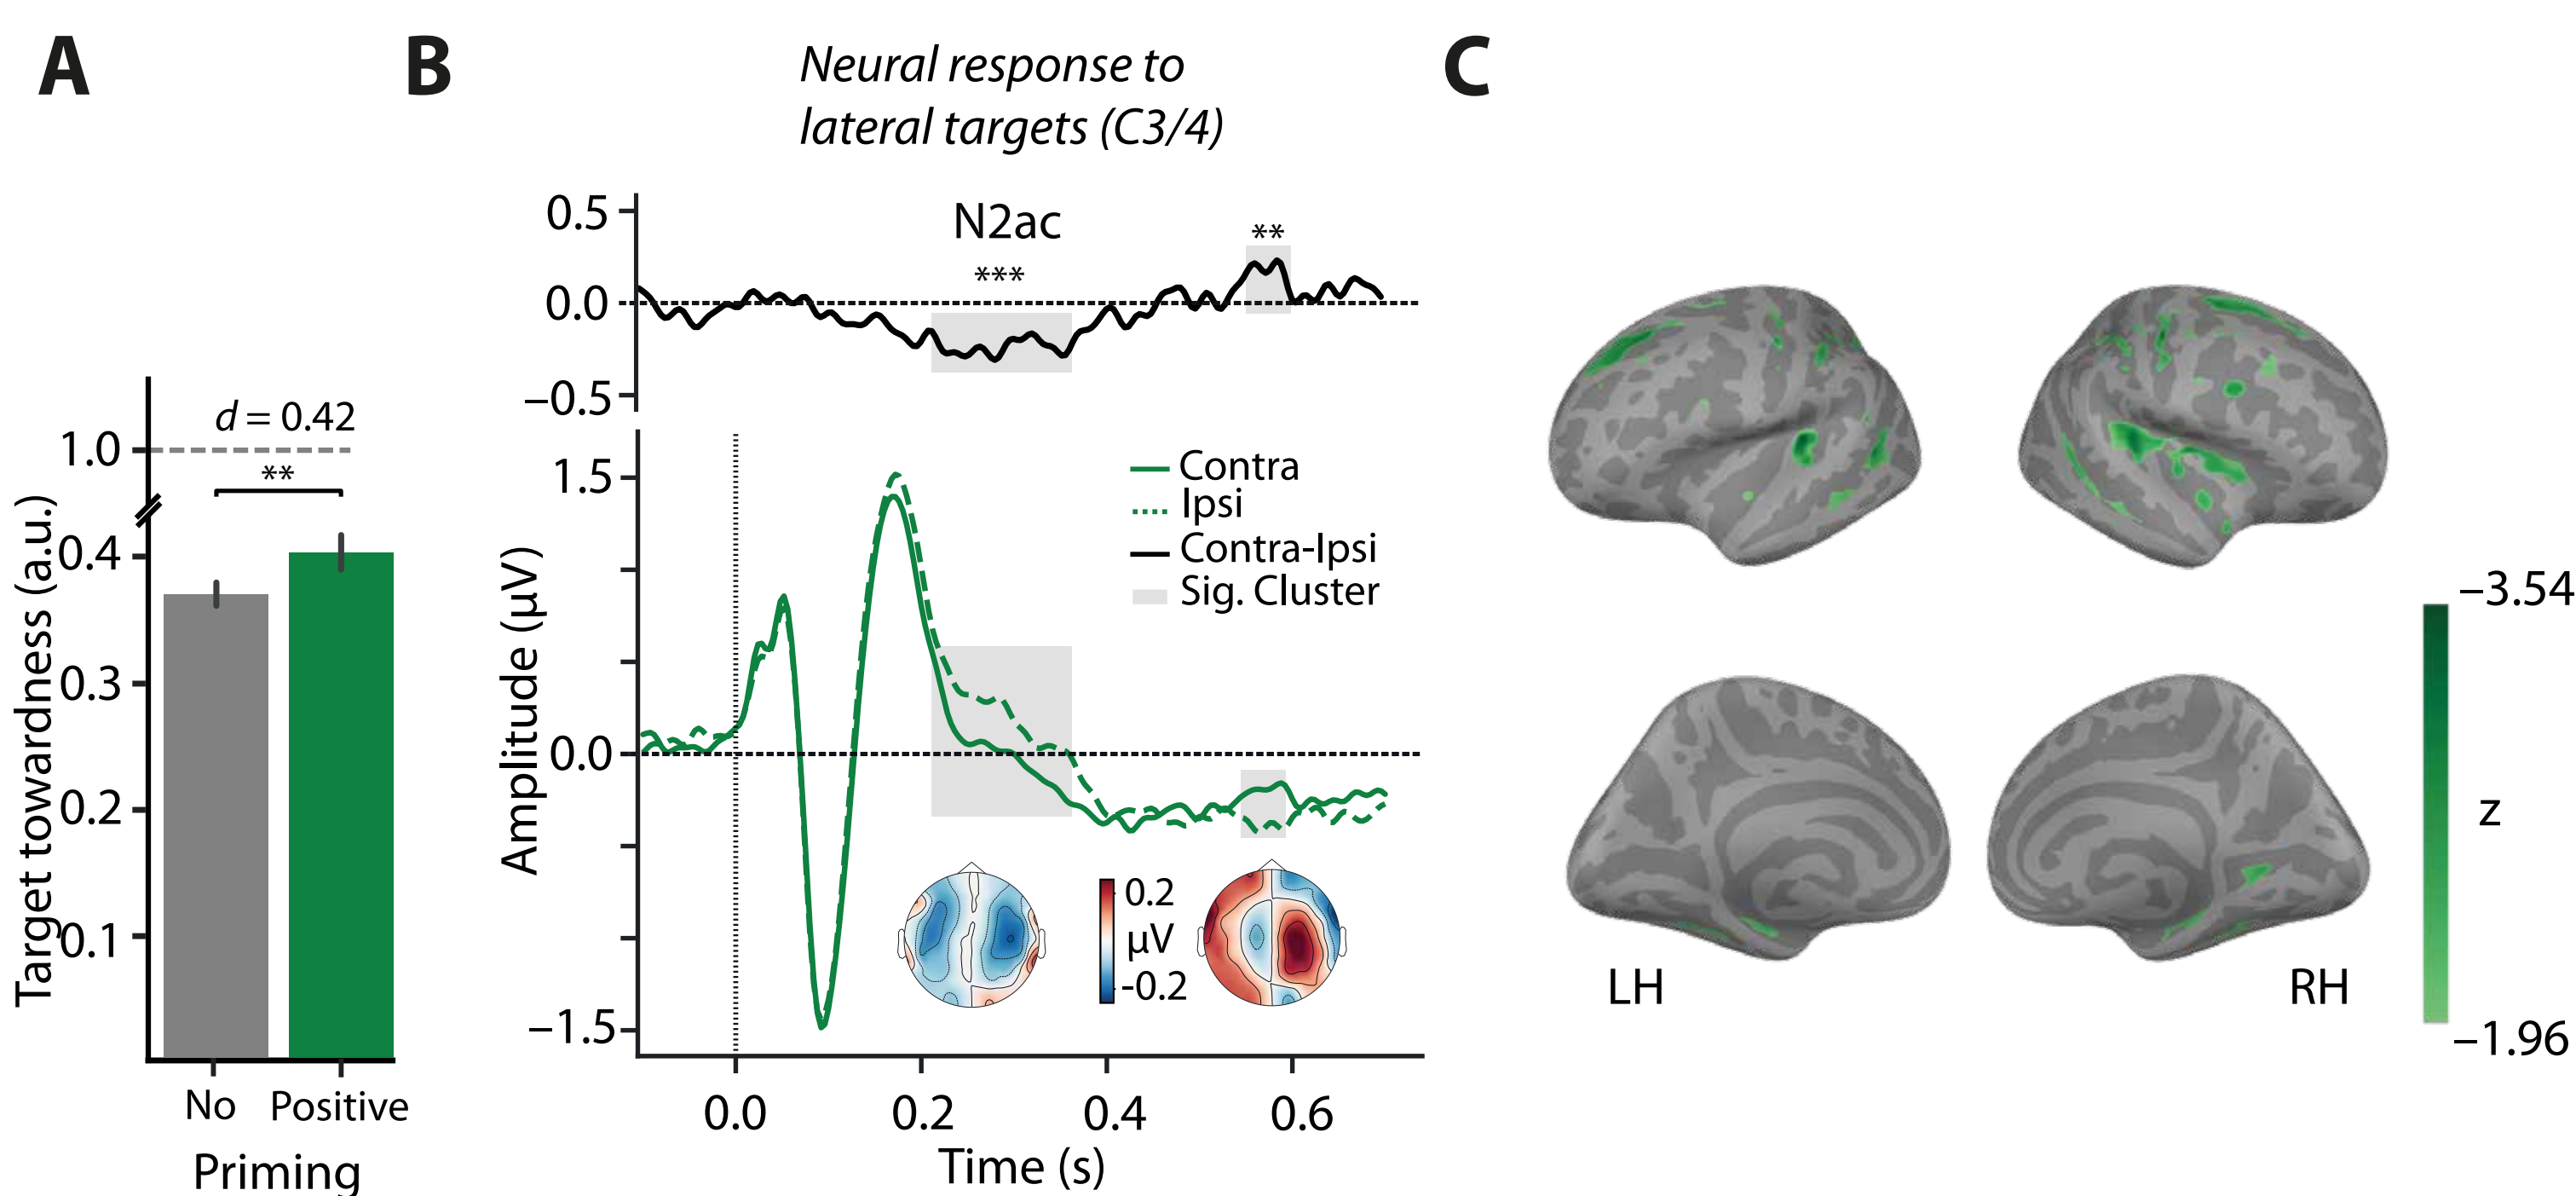 A
d = 0.42
1.0
**
0.4
0.3
0.2
0.1
Target towardness (a.u.)
No
Positive
Priming
B
Neural response to
lateral targets (C3/4)
0.5
0.0
−0.5
N2ac
***
**
1.5
0.0
−1.5
Amplitude (µV)
Contra
Ipsi
Contra-Ipsi
Sig. Cluster
0.2
µV
-0.2
0.0
0.2
0.4
0.6
Time (s)
C
LH
RH
−3.54
z
−1.96